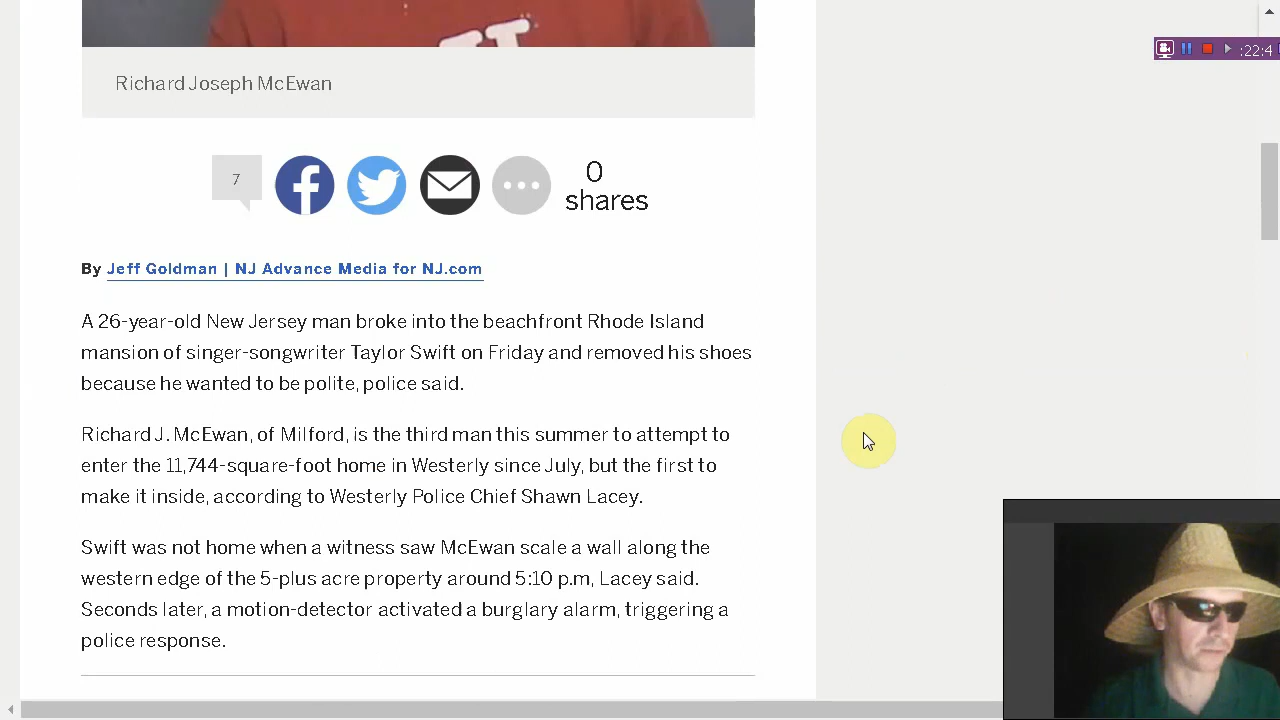 Richard Joseph McEwan
:22:4
7
0
shares
By Jeff Goldman | NJ Advance Media for NJ.com
A 26-year-old New Jersey man broke into the beachfront Rhode Island
mansion of singer-songwriter Taylor Swift on Friday and removed his shoes
because he wanted to be polite, police said.
Richard J. McEwan, of Milford, is the third man this summer to attempt to
enter the 11,744-square-foot home in Westerly since July, but the first to
make it inside, according to Westerly Police Chief Shawn Lacey.
Swift was not home when a witness saw McEwan scale a wall along the
western edge of the 5-plus acre property around 5:10 p.m, Lacey said.
Seconds later, a motion-detector activated a burglary alarm, triggering a
police response.